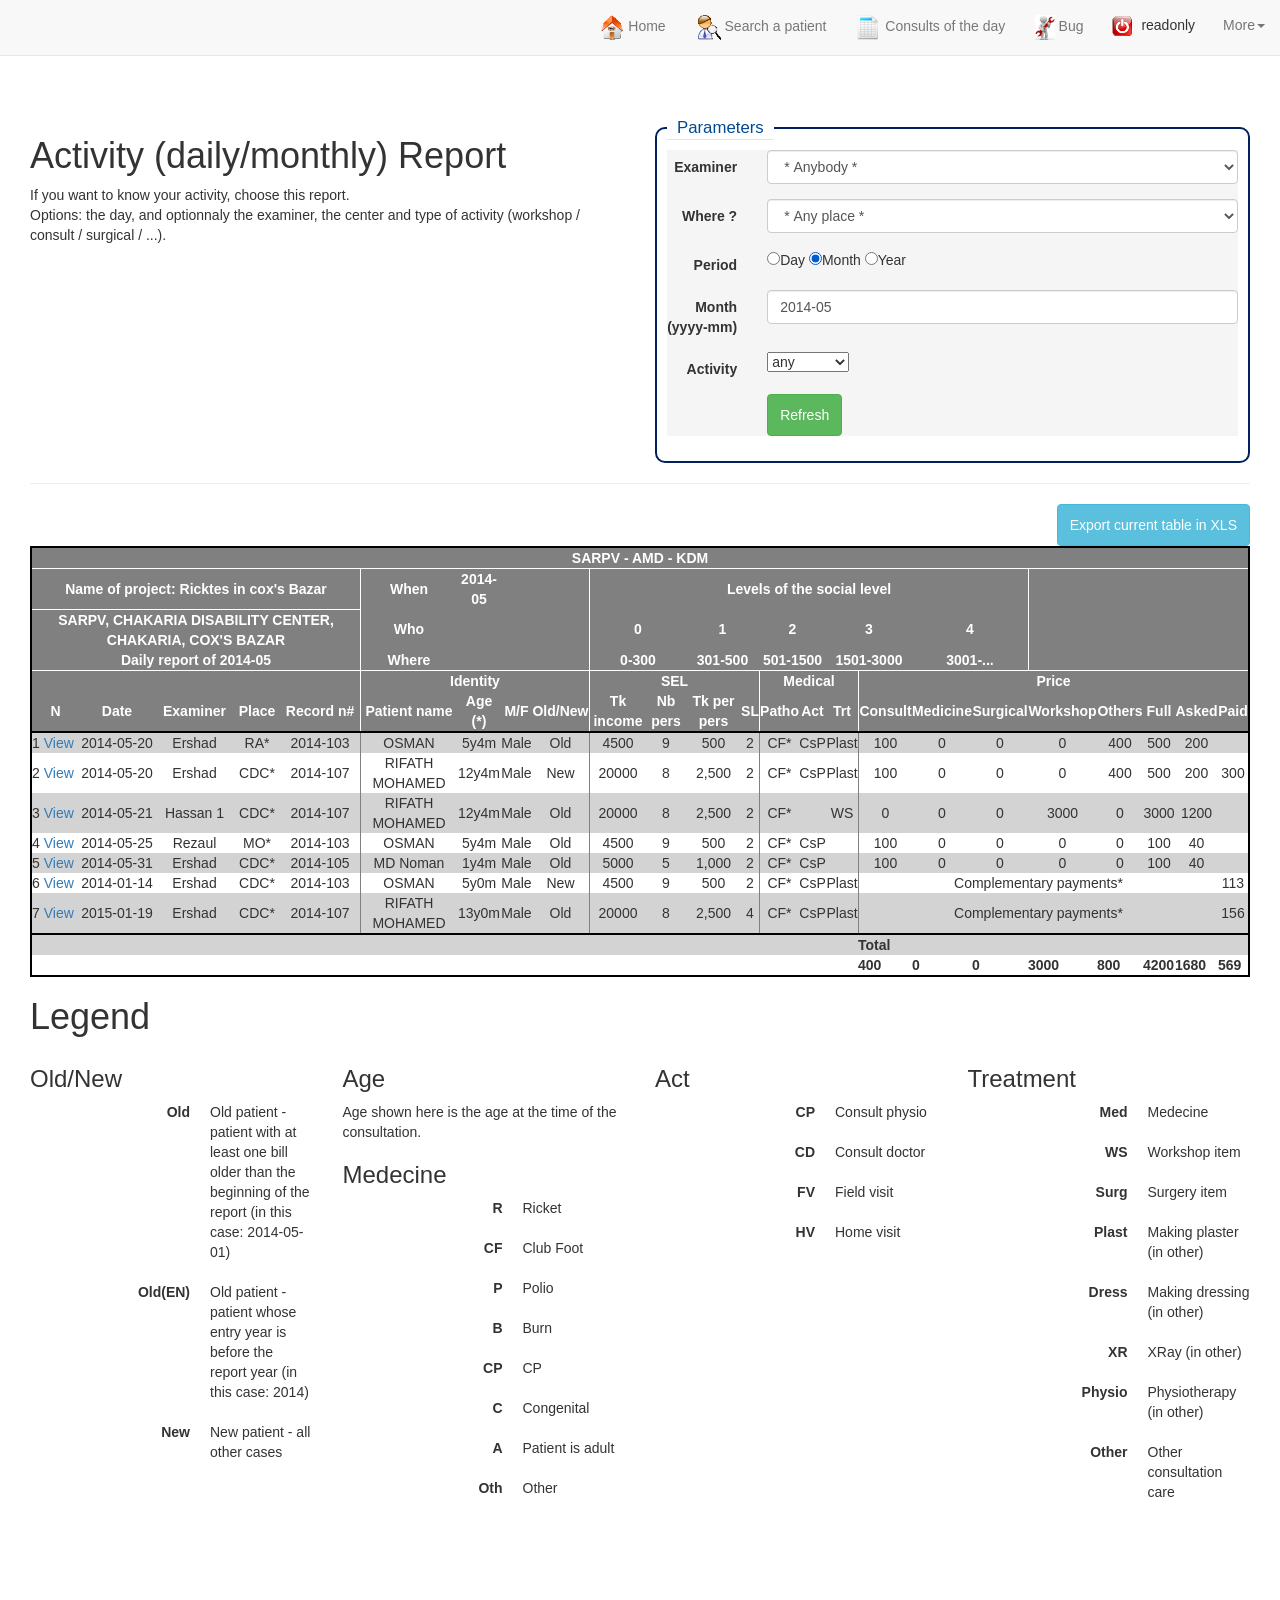 Home Search a patient Consults of the day Bug readonly More
Activity (daily/monthly) Report
If you want to know your activity, choose this report.
Options: the day, and optionnaly the examiner, the center and type of activity (workshop /
consult / surgical / ...).
Parameters
Examiner * Anybody *
Where ? * Any place *
Period Day Month Year
Month
(yyyy-mm)
2014-05
Activity any
Refresh
Export current table in XLS
SARPV - AMD - KDM
Name of project: Ricktes in cox's Bazar When 2014-
05
Levels of the social level
SARPV, CHAKARIA DISABILITY CENTER,
CHAKARIA, COX'S BAZAR
Who 0 1 2 3 4
Daily report of 2014-05 Where 0-300 301-500 501-1500 1501-3000 3001-...
Identity SEL Medical Price
N Date Examiner Place Record n# Patient name Age
(*)
M/F Old/New Tk
income
Nb
pers
Tk per
pers
SL Patho Act Trt Consult Medicine Surgical Workshop Others Full Asked Paid
1 View 2014-05-20 Ershad RA* 2014-103 OSMAN 5y4m Male Old 4500 9 500 2 CF* CsP Plast 100 0 0 0 400 500 200
2 View 2014-05-20 Ershad CDC* 2014-107 RIFATH
MOHAMED
12y4m Male New 20000 8 2,500 2 CF* CsP Plast 100 0 0 0 400 500 200 300
3 View 2014-05-21 Hassan 1 CDC* 2014-107 RIFATH
MOHAMED
12y4m Male Old 20000 8 2,500 2 CF* WS 0 0 0 3000 0 3000 1200
4 View 2014-05-25 Rezaul MO* 2014-103 OSMAN 5y4m Male Old 4500 9 500 2 CF* CsP 100 0 0 0 0 100 40
5 View 2014-05-31 Ershad CDC* 2014-105 MD Noman 1y4m Male Old 5000 5 1,000 2 CF* CsP 100 0 0 0 0 100 40
6 View 2014-01-14 Ershad CDC* 2014-103 OSMAN 5y0m Male New 4500 9 500 2 CF* CsP Plast Complementary payments* 113
7 View 2015-01-19 Ershad CDC* 2014-107 RIFATH
MOHAMED
13y0m Male Old 20000 8 2,500 4 CF* CsP Plast Complementary payments* 156
Total
400 0 0 3000 800 4200 1680 569
Legend
Old/New
Old Old patient -
patient with at
least one bill
older than the
beginning of the
report (in this
case: 2014-05-
01)
Old(EN) Old patient -
patient whose
entry year is
before the
report year (in
this case: 2014)
New New patient - all
other cases
Age
Age shown here is the age at the time of the
consultation.
Medecine
R Ricket
CF Club Foot
P Polio
B Burn
CP CP
C Congenital
A Patient is adult
Oth Other
Act
CP Consult physio
CD Consult doctor
FV Field visit
HV Home visit
Treatment
Med Medecine
WS Workshop item
Surg Surgery item
Plast Making plaster
(in other)
Dress Making dressing
(in other)
XR XRay (in other)
Physio Physiotherapy
(in other)
Other Other
consultation
care